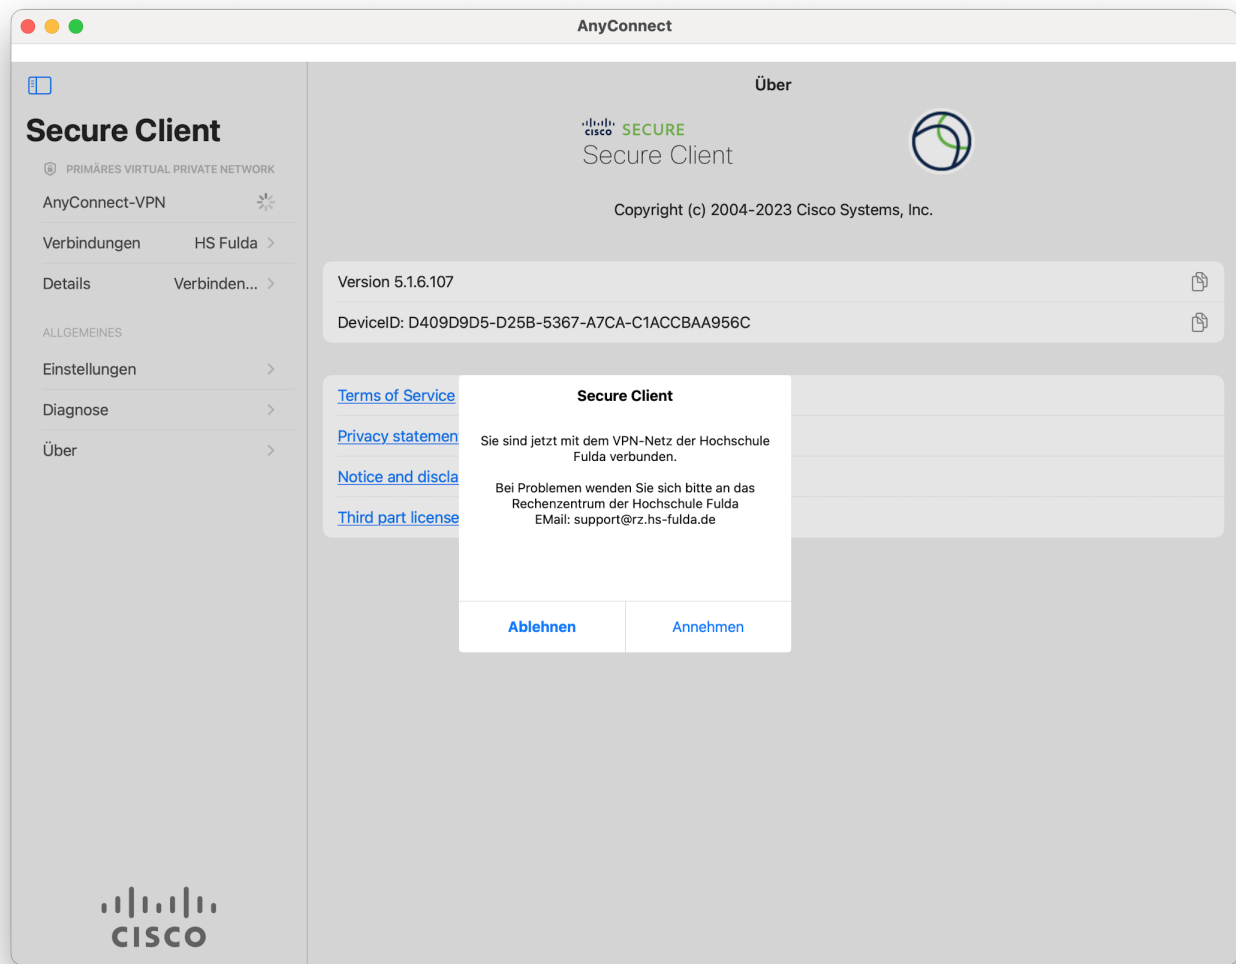 AnyConnect
Secure Client
PRIMÄRES VIRTUAL PRIVATE NETWORK
AnyConnect-VPN
Verbindungen HS Fulda
Details Verbinden...
ALLGEMEINES
Einstellungen
Diagnose
Über
CISCO
Über
CISCO SECURE
Secure Client
Copyright (c) 2004-2023 Cisco Systems, Inc.
Version 5.1.6.107
DeviceID: D409D9D5-D25B-5367-A7CA-C1ACCBAA956C
Terms of Service
Privacy statemen
Notice and discla
Third part license
Secure Client
Sie sind jetzt mit dem VPN-Netz der Hochschule
Fulda verbunden.
Bei Problemen wenden Sie sich bitte an das
Rechenzentrum der Hochschule Fulda
EMail: support@rz.hs-fulda.de
Ablehnen Annehmen